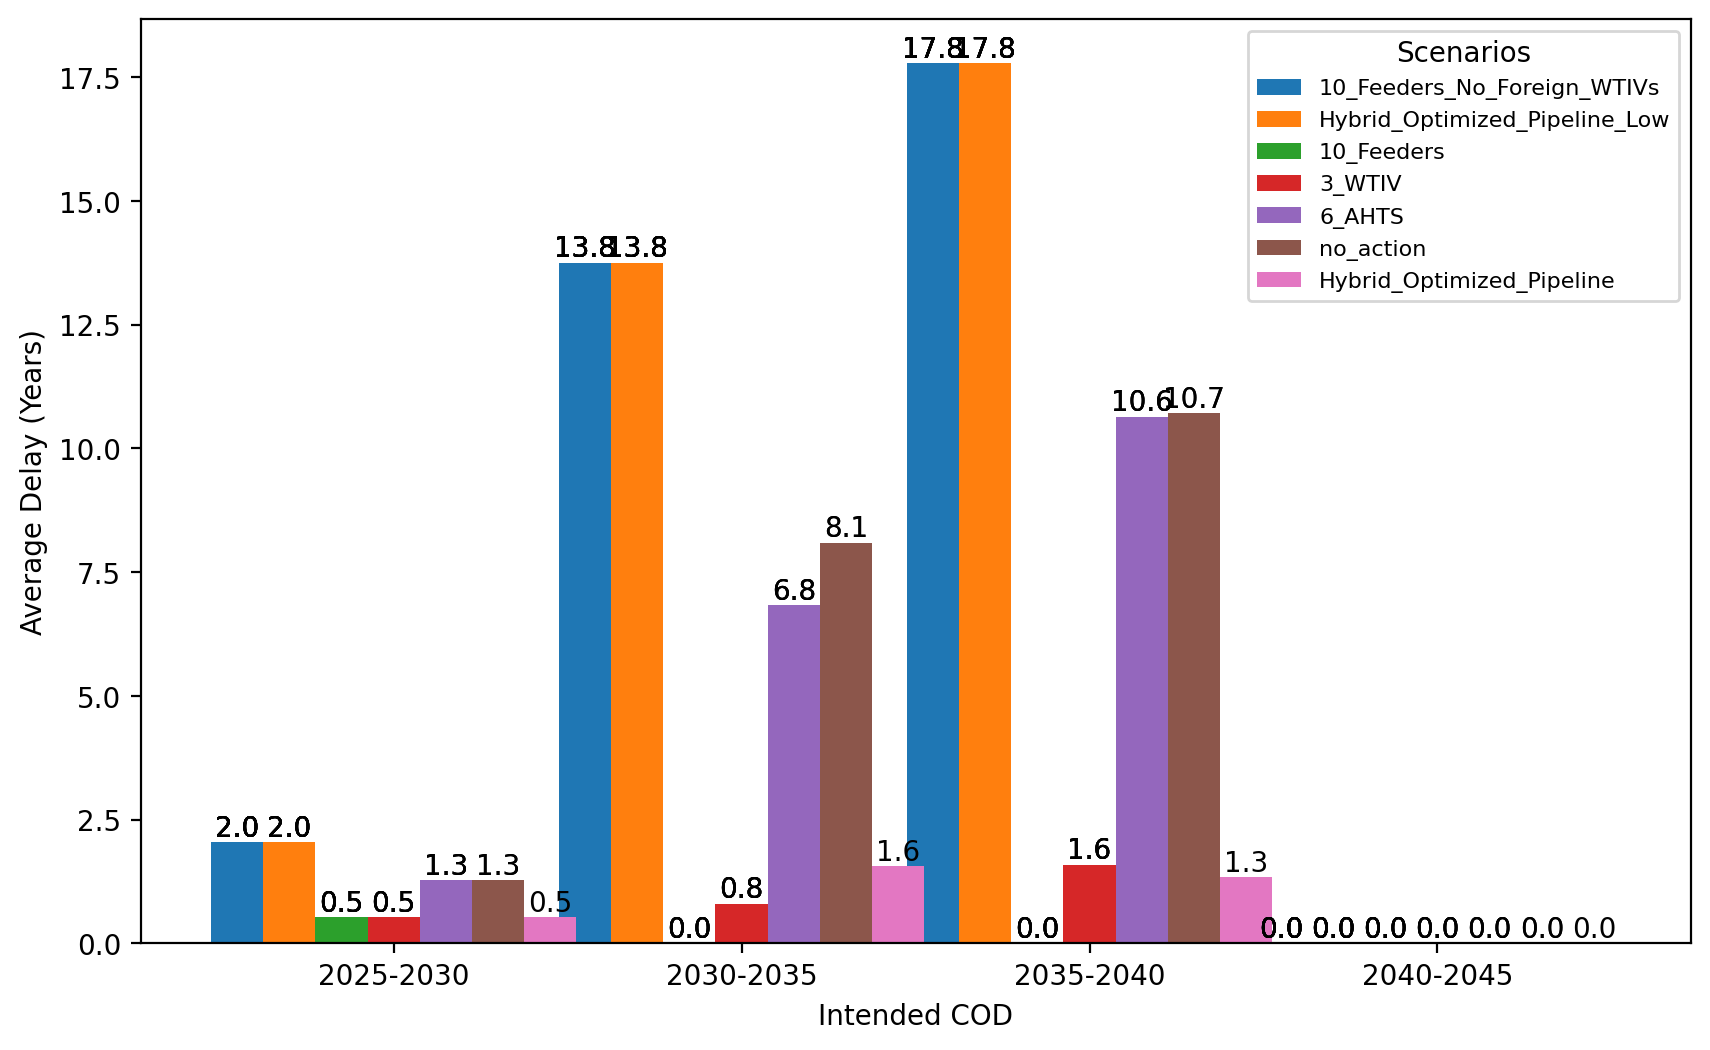 Scenarios
10_Feeders_No_Foreign_WTIVs
Hybrid_Optimized_Pipeline_Low
10_Feeders
3_WTIV
6_AHTS
no_action
Hybrid_Optimized_Pipeline
Average Delay (Years)
17.5
15.0
12.5
10.0
7.5
5.0
2.5
0.0
2.0 2.0 0.5 0.5 1.3 1.3 0.5
13.8 13.8 0.0 0.8 6.8 8.1 1.6
17.8 17.8 0.0 1.6 10.6 10.7 1.3
0.0 0.0 0.0 0.0 0.0 0.0 0.0
2025-2030 2030-2035 2035-2040 2040-2045
Intended COD